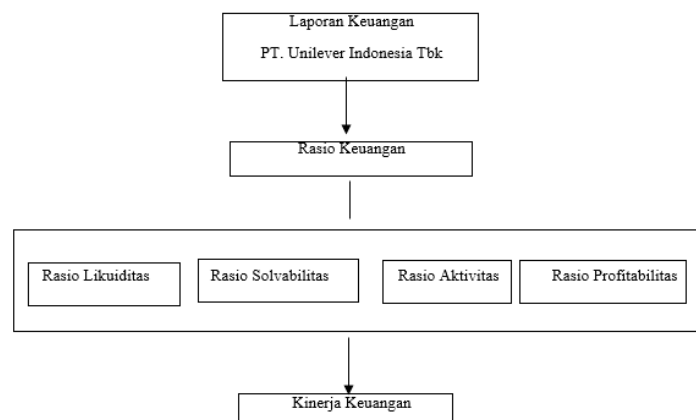 Laporan Keuangan
PT. Unilever Indonesia Tbk
Rasio Keuangan
Rasio Likuiditas
Rasio Solvabilitas
Rasio Aktivitas
Rasio Profitabilitas
Kinerja Keuangan